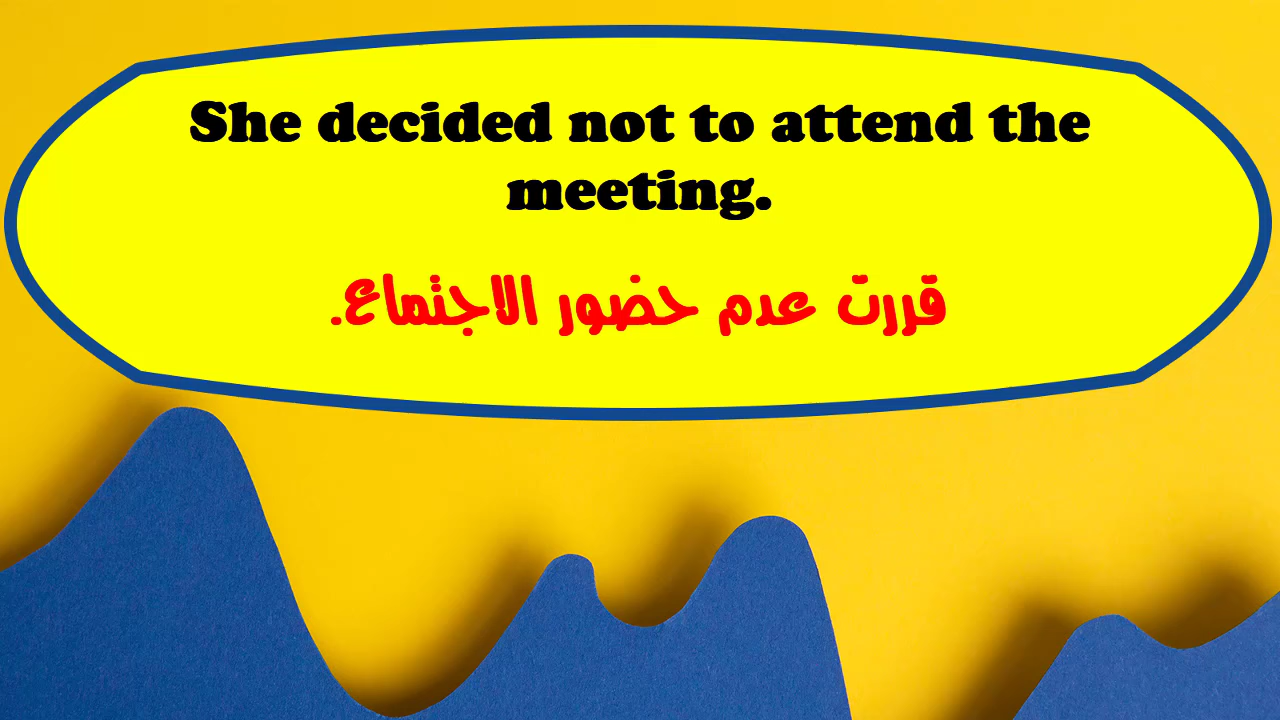 She decided not to attend the
meeting.
قررت عدم حضور الاجتماع.